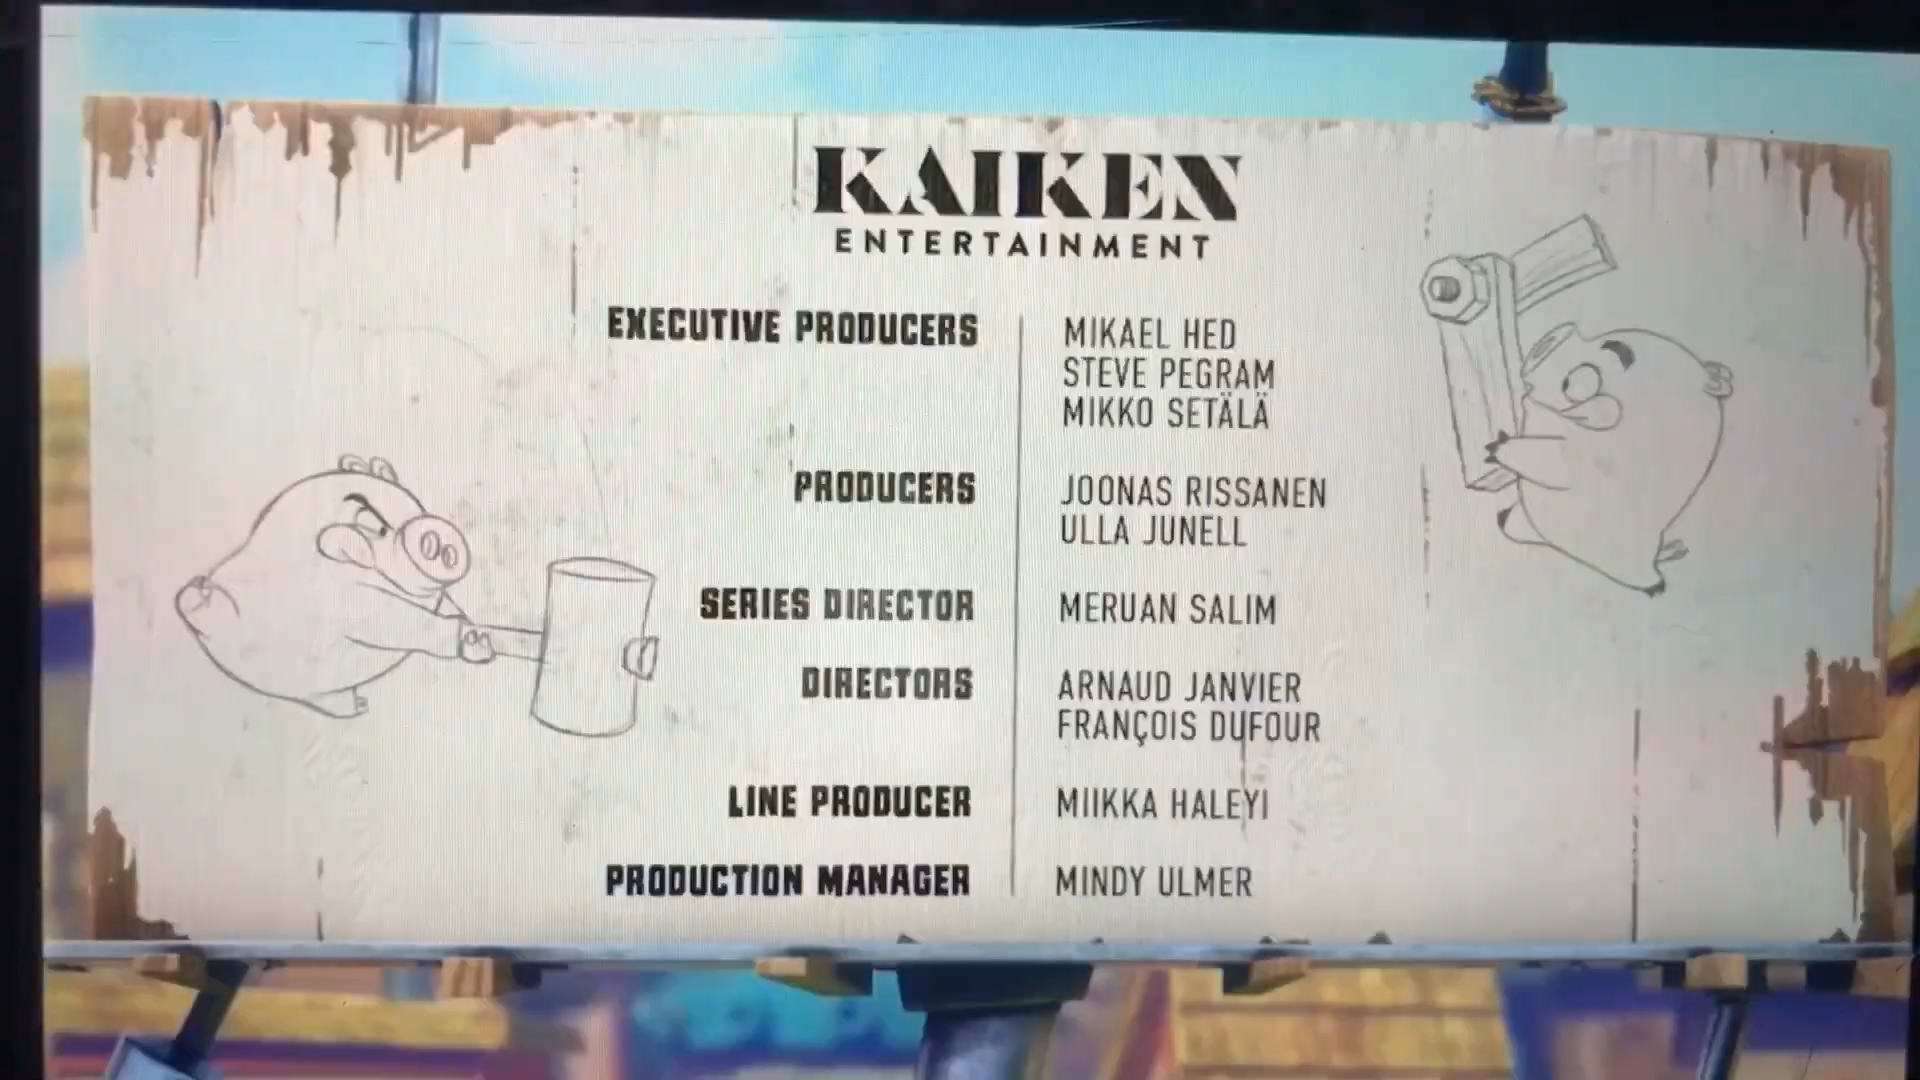 KAIKEN
ENTERTAINMENT
EXECUTIVE PRODUCERS
MIKAEL HED
STEVE PEGRAM
MIKKO SETÄLÄ
PRODUCERS
JOONAS RISSANEN
ULLA JUNELL
SERIES DIRECTOR
MERUAN SALIM
DIRECTORS
ARNAUD JANVIER
FRANÇOIS DUFOUR
LINE PRODUCER
MIIKKA HALEYI
PRODUCTION MANAGER
MINDY ULMER